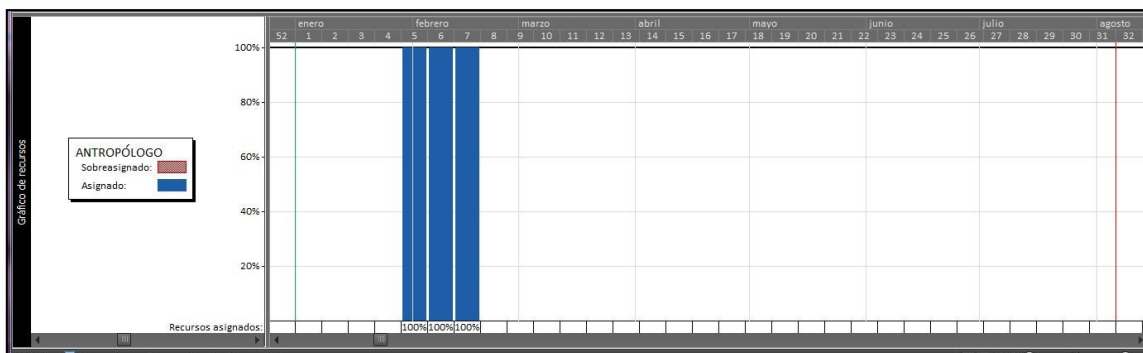 enero febrero marzo abril mayo junio julio agosto
52 1 2 3 4 5 6 7 8 9 10 11 12 13 14 15 16 17 18 19 20 21 22 23 24 25 26 27 28 29 30 31 32
100%
80%
60%
40%
20%
Gráfico de recursos
ANTROPÓLOGO
Sobreasignado:
Asignado:
Recursos asignados: 100% 100% 100%